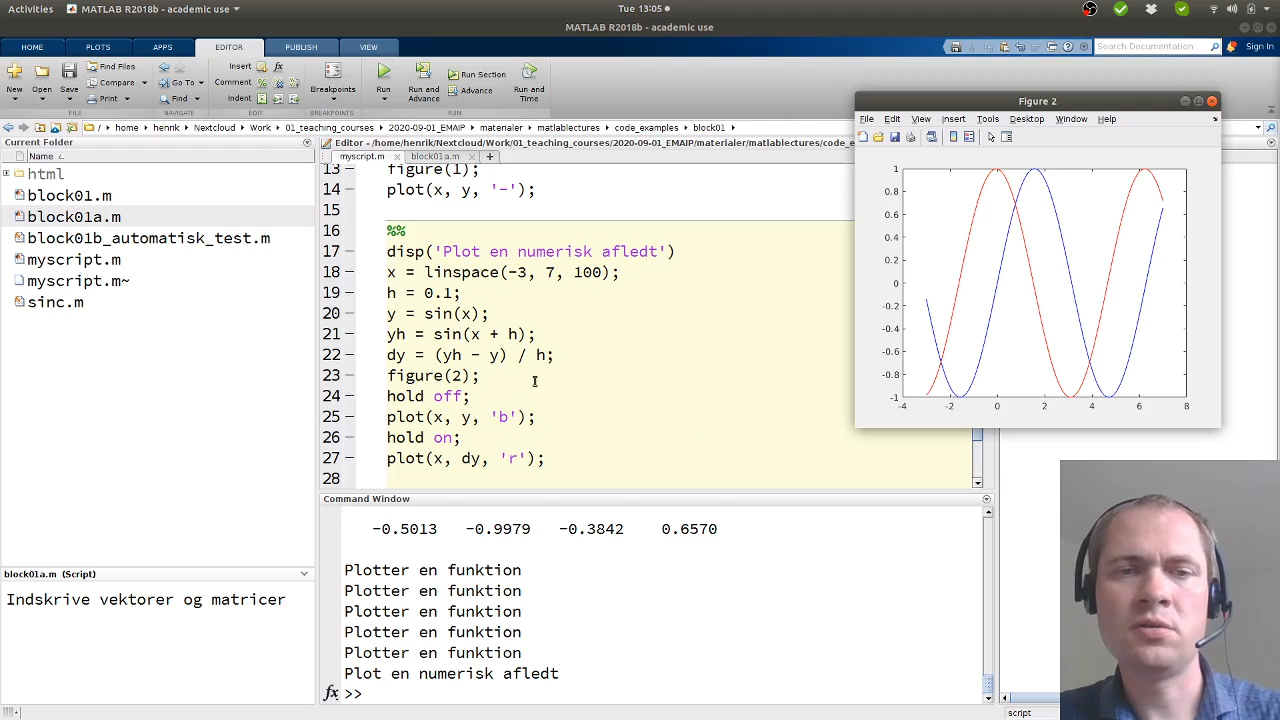 Activities MATLAB R2018b - academic use Tue 13:05
MATLAB R2018b - academic use
HOME PLOTS APPS EDITOR PUBLISH VIEW Search Documentation Sign In
New Open Save Find Files Compare Print Go To Find Insert Comment Indent Breakpoints Run Run and Advance Run Section Advance Run and Time
FILE NAVIGATE EDIT BREAKPOINTS RUN
/ home henrik Nextcloud Work 01_teaching_courses 2020-09-01_EMAIP materialer matlablectures code_examples block01
Current Folder
Name
html
block01.m
block01a.m
block01b_automatisk_test.m
myscript.m
myscript.m~
sinc.m
block01a.m (Script)
Indskrive vektorer og matricer
Editor - /home/henrik/Nextcloud/Work/01_teaching_courses/2020-09-01_EMAIP/materialer/matlablectures/code_e
myscript.m block01a.m
13 figure(1);
14 plot(x, y, '-');
15
16 %%
17 disp('Plot en numerisk afledt')
18 x = linspace(-3, 7, 100);
19 h = 0.1;
20 y = sin(x);
21 yh = sin(x + h);
22 dy = (yh - y) / h;
23 figure(2);
24 hold off;
25 plot(x, y, 'b');
26 hold on;
27 plot(x, dy, 'r');
28
Command Window
-0.5013 -0.9979 -0.3842 0.6570
Plotter en funktion
Plotter en funktion
Plotter en funktion
Plotter en funktion
Plotter en funktion
Plot en numerisk afledt
fx >>
Figure 2
File Edit View Insert Tools Desktop Window Help
1
0.8
0.6
0.4
0.2
0
-0.2
-0.4
-0.6
-0.8
-1
-4 -2 0 2 4 6 8
script